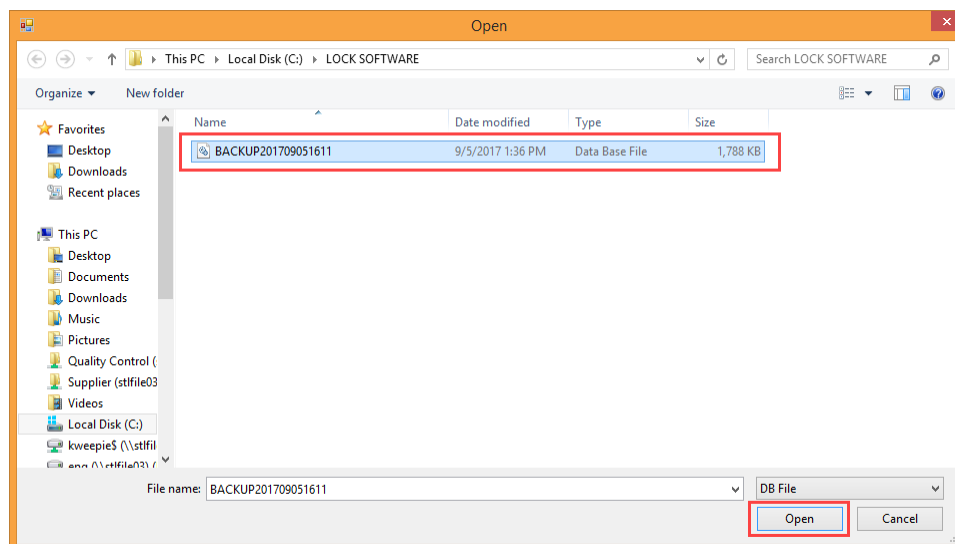 Open
This PC Local Disk (C:) LOCK SOFTWARE
Search LOCK SOFTWARE
Organize New folder
Name Date modified Type Size
BACKUP201709051611 9/5/2017 1:36 PM Data Base File 1,788 KB
Favorites
Desktop
Downloads
Recent places
This PC
Desktop
Documents
Downloads
Music
Pictures
Quality Control (
Supplier (stlfile03
Videos
Local Disk (C:)
kweepie$ (\\stlfil
eng (\\stlfile03) (
File name: BACKUP201709051611 DB File
Open Cancel